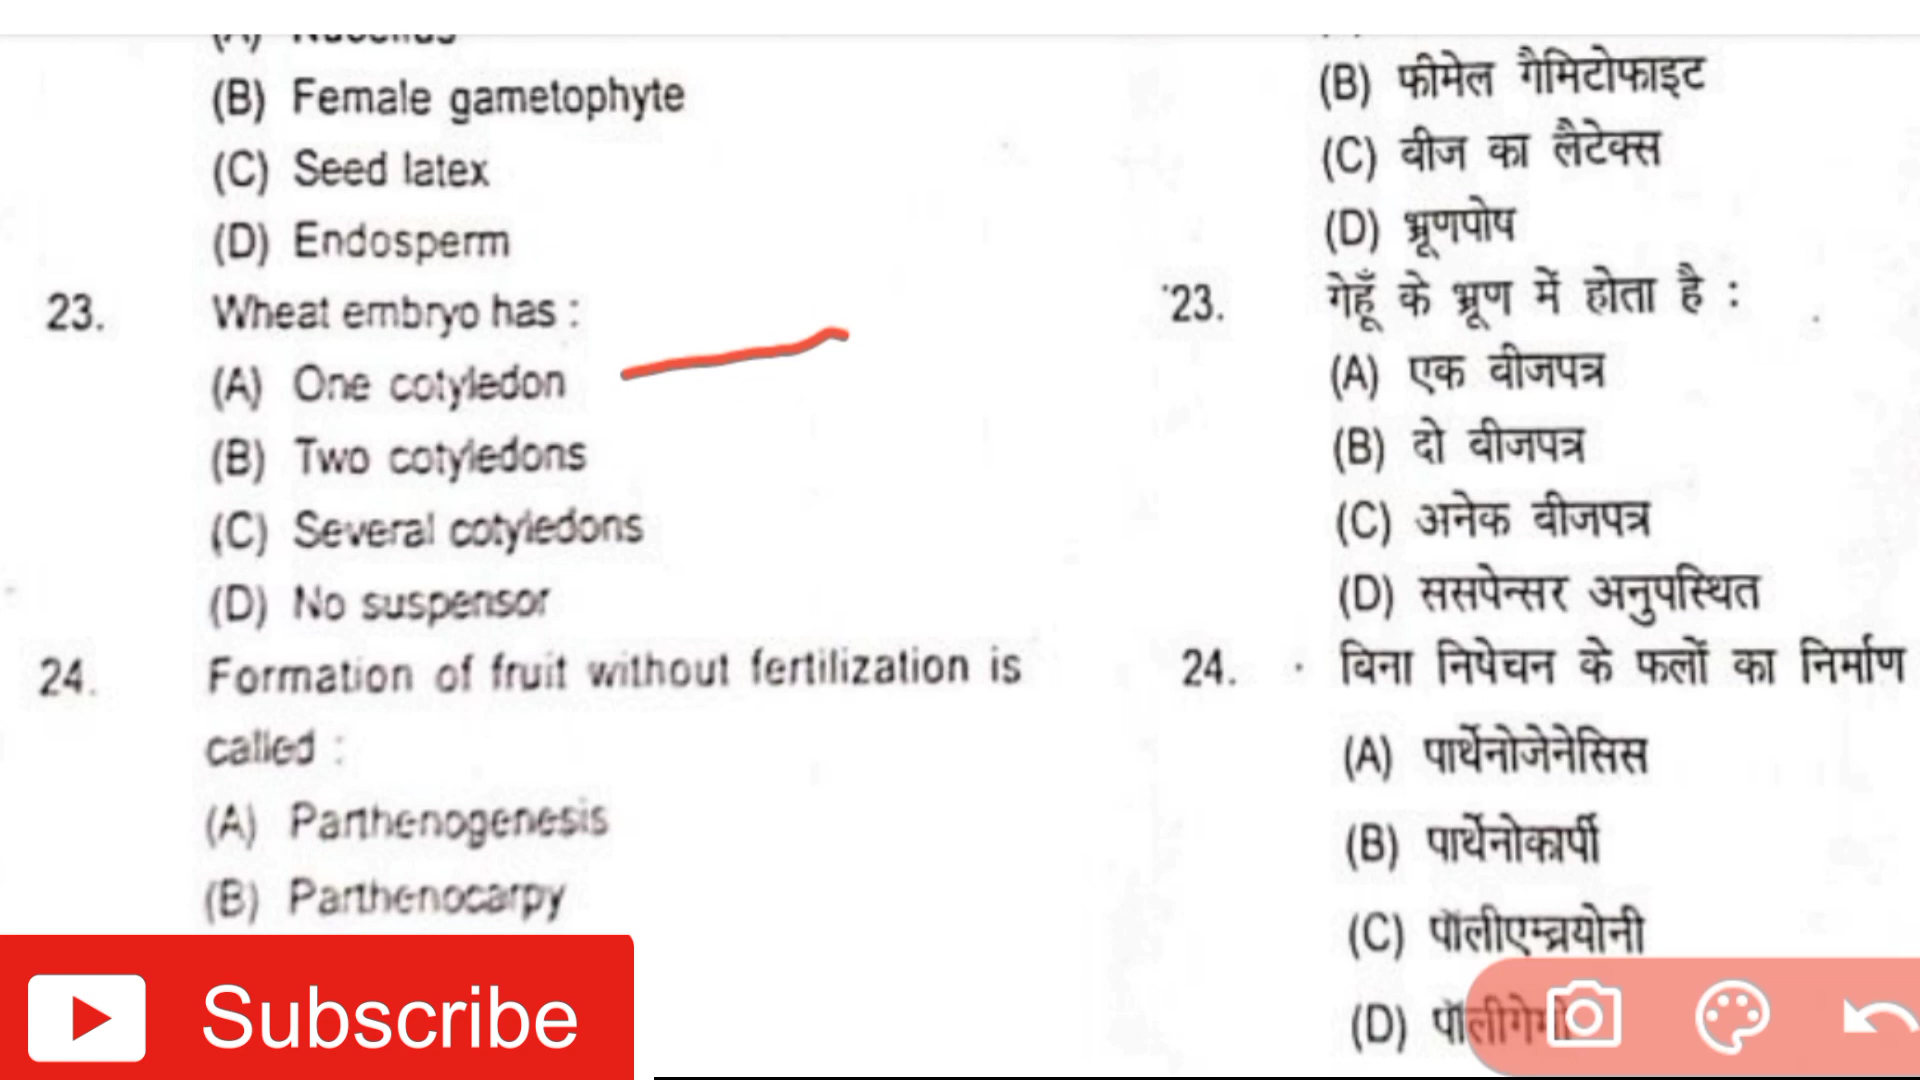 (A) Nucellus
(B) Female gametophyte
(C) Seed latex
(D) Endosperm
23. Wheat embryo has :
(A) One cotyledon
(B) Two cotyledons
(C) Several cotyledons
(D) No suspensor
24. Formation of fruit without fertilization is
called :
(A) Parthenogenesis
(B) Parthenocarpy
(B) फीमेल गैमिटोफाइट
(C) वीज का लैटेक्स
(D) भ्रूणपोष
23. गेहूँ के भ्रूण में होता है :
(A) एक वीजपत्र
(B) दो वीजपत्र
(C) अनेक वीजपत्र
(D) ससपेन्सर अनुपस्थित
24. बिना निषेचन के फलों का निर्माण
(A) पार्थेनोजेनेसिस
(B) पार्थेनोकार्पी
(C) पॉलीएम्ब्रयोनी
(D) पॉलीगेमी
Subscribe